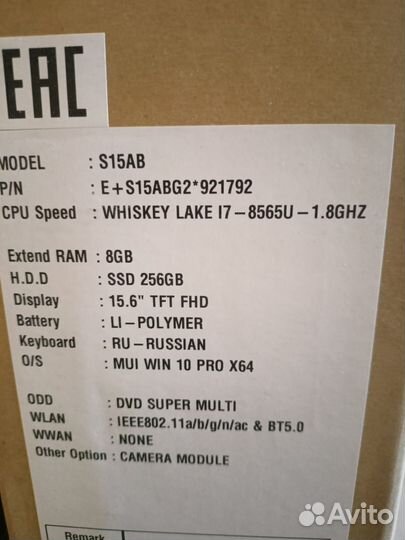 EAC
MODEL : S15AB
P/N : E+S15ABG2*921792
CPU Speed : WHISKEY LAKE I7-8565U-1.8GHZ
Extend RAM : 8GB
H.D.D : SSD 256GB
Display : 15.6" TFT FHD
Battery : LI-POLYMER
Keyboard : RU-RUSSIAN
O/S : MUI WIN 10 PRO X64
ODD : DVD SUPER MULTI
WLAN : IEEE802.11a/b/g/n/ac & BT5.0
WWAN : NONE
Other Option : CAMERA MODULE
Remark
Avito